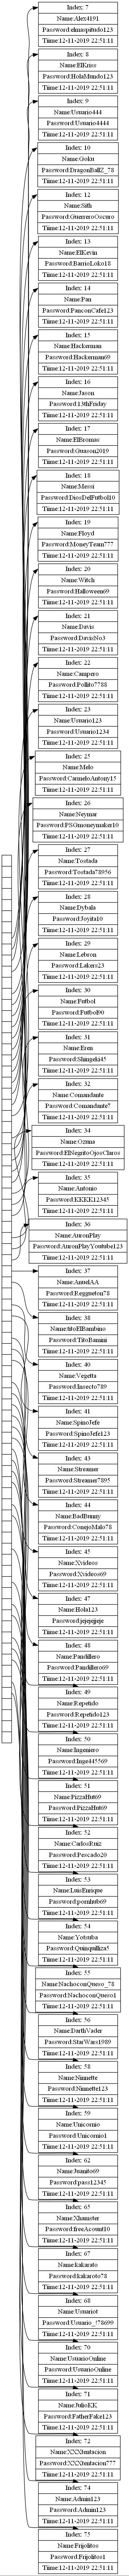 Index: 7
Name:Alex4191
Password:elmaspitudo123
Time:12-11-2019 22:51:11
Index: 8
Name:ElKriss
Password:HolaMundo123
Time:12-11-2019 22:51:11
Index: 9
Name:Usuario444
Password:Usuario4444
Time:12-11-2019 22:51:11
Index: 10
Name:Goku
Password:DragonBallZ_78
Time:12-11-2019 22:51:11
Index: 12
Name:Sith
Password:GuerreroOscuro
Time:12-11-2019 22:51:11
Index: 13
Name:ElKevin
Password:BarrioLoko18
Time:12-11-2019 22:51:11
Index: 14
Name:Pan
Password:PanconCafe123
Time:12-11-2019 22:51:11
Index: 15
Name:Hackerman
Password:Hackerman69
Time:12-11-2019 22:51:11
Index: 16
Name:Jason
Password:13thFriday
Time:12-11-2019 22:51:11
Index: 17
Name:ElBromas
Password:Guason2019
Time:12-11-2019 22:51:11
Index: 18
Name:Messi
Password:DiosDelFutbol10
Time:12-11-2019 22:51:11
Index: 19
Name:Floyd
Password:MoneyTeam777
Time:12-11-2019 22:51:11
Index: 20
Name:Witch
Password:Halloween69
Time:12-11-2019 22:51:11
Index: 21
Name:Davis
Password:DavicNo3
Time:12-11-2019 22:51:11
Index: 22
Name:Campero
Password:Pollito7788
Time:12-11-2019 22:51:11
Index: 23
Name:Usuario123
Password:Usuario1234
Time:12-11-2019 22:51:11
Index: 25
Name:Melo
Password:CarmeloAntony15
Time:12-11-2019 22:51:11
Index: 26
Name:Neymar
Password:PSGmoneymaker10
Time:12-11-2019 22:51:11
Index: 27
Name:Tostada
Password:Tostada78956
Time:12-11-2019 22:51:11
Index: 28
Name:Dybala
Password:Joyita10
Time:12-11-2019 22:51:11
Index: 29
Name:Lebron
Password:Lakers23
Time:12-11-2019 22:51:11
Index: 30
Name:Futbol
Password:Futbol90
Time:12-11-2019 22:51:11
Index: 31
Name:Eren
Password:Shingeki45
Time:12-11-2019 22:51:11
Index: 32
Name:Comandante
Password:Comandante7
Time:12-11-2019 22:51:11
Index: 34
Name:Ozuna
Password:ElNegritoOjosClaros
Time:12-11-2019 22:51:11
Index: 35
Name:Antonio
Password:KKKK12345
Time:12-11-2019 22:51:11
Index: 36
Name:AuronPlay
Password:AuronPlayYoutube123
Time:12-11-2019 22:51:11
Index: 37
Name:AnuelAA
Password:Reggaeton78
Time:12-11-2019 22:51:11
Index: 38
Name:titoElBambino
Password:TitoBamini
Time:12-11-2019 22:51:11
Index: 40
Name:Vegetta
Password:Insecto789
Time:12-11-2019 22:51:11
Index: 41
Name:SpinoJefe
Password:SpinoJefe123
Time:12-11-2019 22:51:11
Index: 43
Name:Streamer
Password:Streamer7895
Time:12-11-2019 22:51:11
Index: 44
Name:BadBunny
Password:ConejoMalo78
Time:12-11-2019 22:51:11
Index: 45
Name:Xvideos
Password:Xvideos69
Time:12-11-2019 22:51:11
Index: 47
Name:Hola123
Password:jejejejeje
Time:12-11-2019 22:51:11
Index: 48
Name:Pandillero
Password:Pandillero69
Time:12-11-2019 22:51:11
Index: 49
Name:Repetido
Password:Repetido123
Time:12-11-2019 22:51:11
Index: 50
Name:Ingeniero
Password:Inge445569
Time:12-11-2019 22:51:11
Index: 51
Name:PizzaHut69
Password:PizzaHut69
Time:12-11-2019 22:51:11
Index: 52
Name:CarlosRuiz
Password:Pescado20
Time:12-11-2019 22:51:11
Index: 53
Name:LuisEnrique
Password:pornhub69
Time:12-11-2019 22:51:11
Index: 54
Name:Yotsuba
Password:Quinquilliza5
Time:12-11-2019 22:51:11
Index: 55
Name:NachoconQueso_78
Password:NachoconQueso1
Time:12-11-2019 22:51:11
Index: 56
Name:DarthVader
Password:StarWars1989
Time:12-11-2019 22:51:11
Index: 58
Name:Ninnette
Password:Ninnette123
Time:12-11-2019 22:51:11
Index: 59
Name:Unicornio
Password:Unicornio1
Time:12-11-2019 22:51:11
Index: 62
Name:Juanito69
Password:pass12345
Time:12-11-2019 22:51:11
Index: 65
Name:Xhamster
Password:freeAcount10
Time:12-11-2019 22:51:11
Index: 67
Name:kakarato
Password:kakaroto78
Time:12-11-2019 22:51:11
Index: 68
Name:Usuariot
Password:Usuario_!78699
Time:12-11-2019 22:51:11
Index: 70
Name:UsuarioOnline
Password:UsuarioOnline
Time:12-11-2019 22:51:11
Index: 71
Name:JulioKK
Password:FatherFake123
Time:12-11-2019 22:51:11
Index: 72
Name:XXXtentacion
Password:XXXtentacion777
Time:12-11-2019 22:51:11
Index: 74
Name:Admin123
Password:Admin123
Time:12-11-2019 22:51:11
Index: 75
Name:Frijolitos
Password:Frijolitos1
Time:12-11-2019 22:51:11